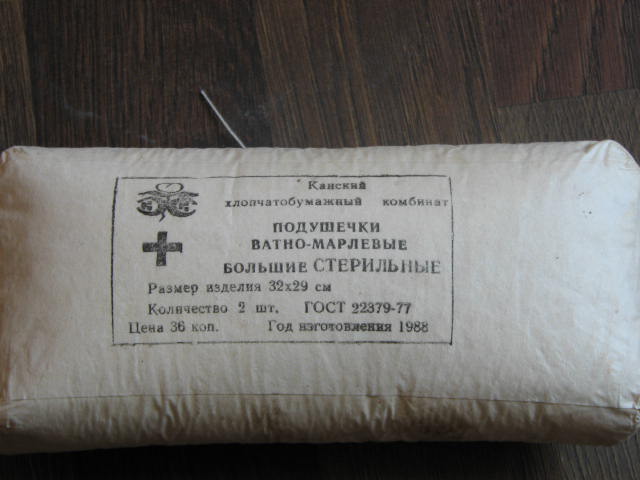 Канский
хлопчатобумажный комбинат
ПОДУШЕЧКИ
ВАТНО-МАРЛЕВЫЕ
БОЛЬШИЕ СТЕРИЛЬНЫЕ
Размер изделия 32х29 см
Количество 2 шт. ГОСТ 22379-77
Цена 36 коп. Год изготовления 1988